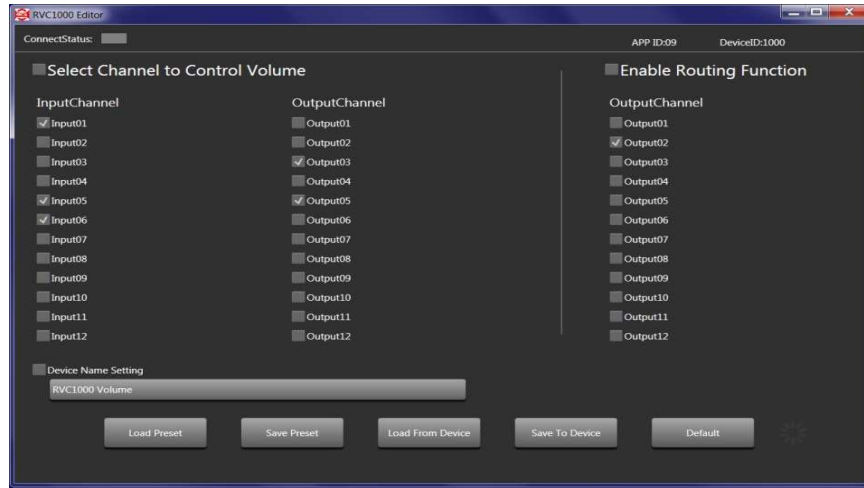 RVC1000 Editor
ConnectStatus:
APP ID:09 DeviceID:1000
Select Channel to Control Volume
Enable Routing Function
InputChannel OutputChannel OutputChannel
Input01 Output01 Output01
Input02 Output02 Output02
Input03 Output03 Output03
Input04 Output04 Output04
Input05 Output05 Output05
Input06 Output06 Output06
Input07 Output07 Output07
Input08 Output08 Output08
Input09 Output09 Output09
Input10 Output10 Output10
Input11 Output11 Output11
Input12 Output12 Output12
Device Name Setting
RVC1000 Volume
Load Preset Save Preset Load From Device Save To Device Default